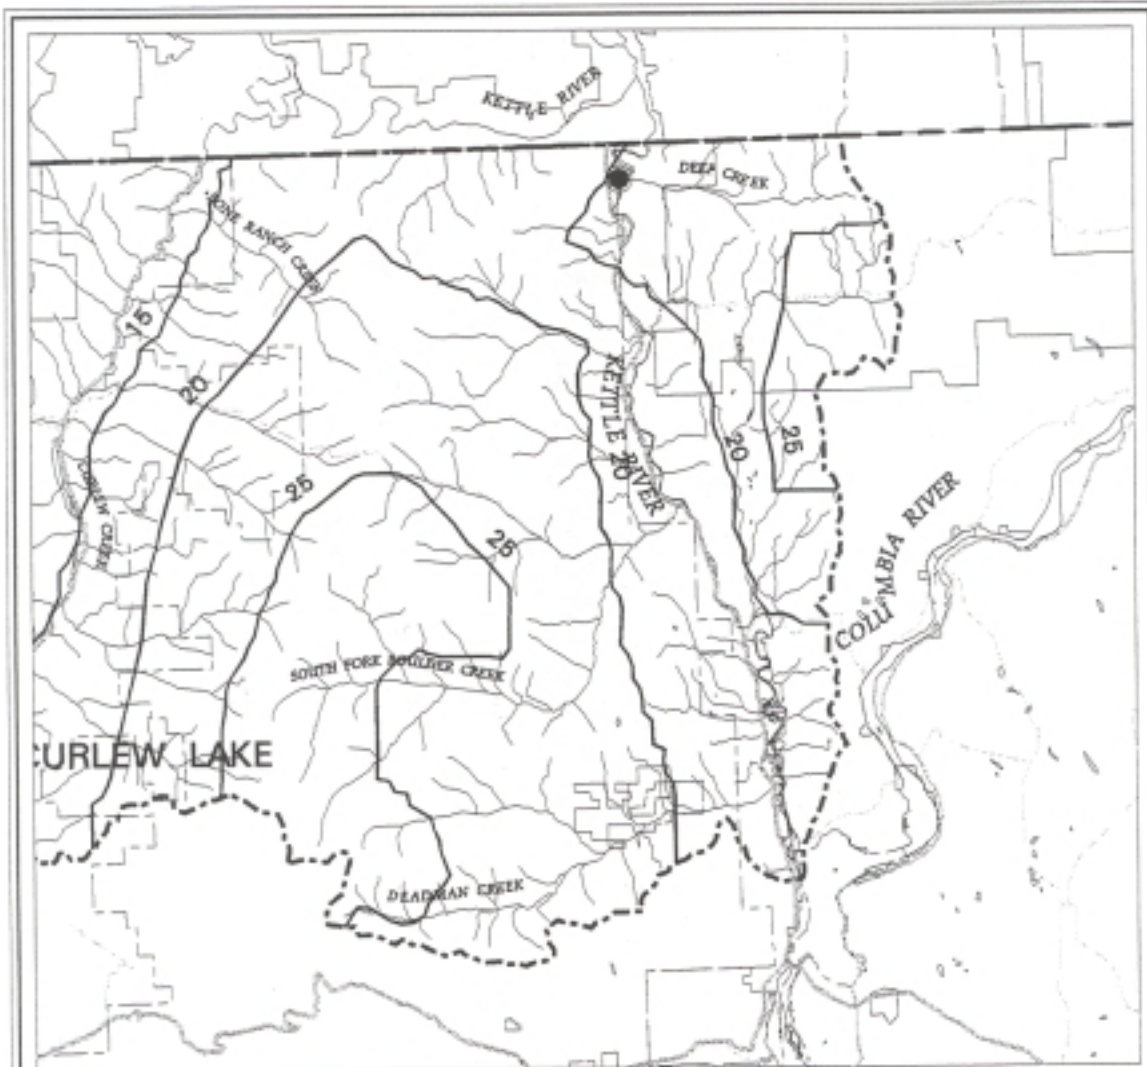 KETTLE RIVER
DEEP CREEK
TONE RANCH CREEK
15
20
KETTLE RIVER
20
20
25
25
25
CURLEW CREEK
COLUMBIA RIVER
SOUTH FORK BOULDER CREEK
CURLEW LAKE
DEADMAN CREEK